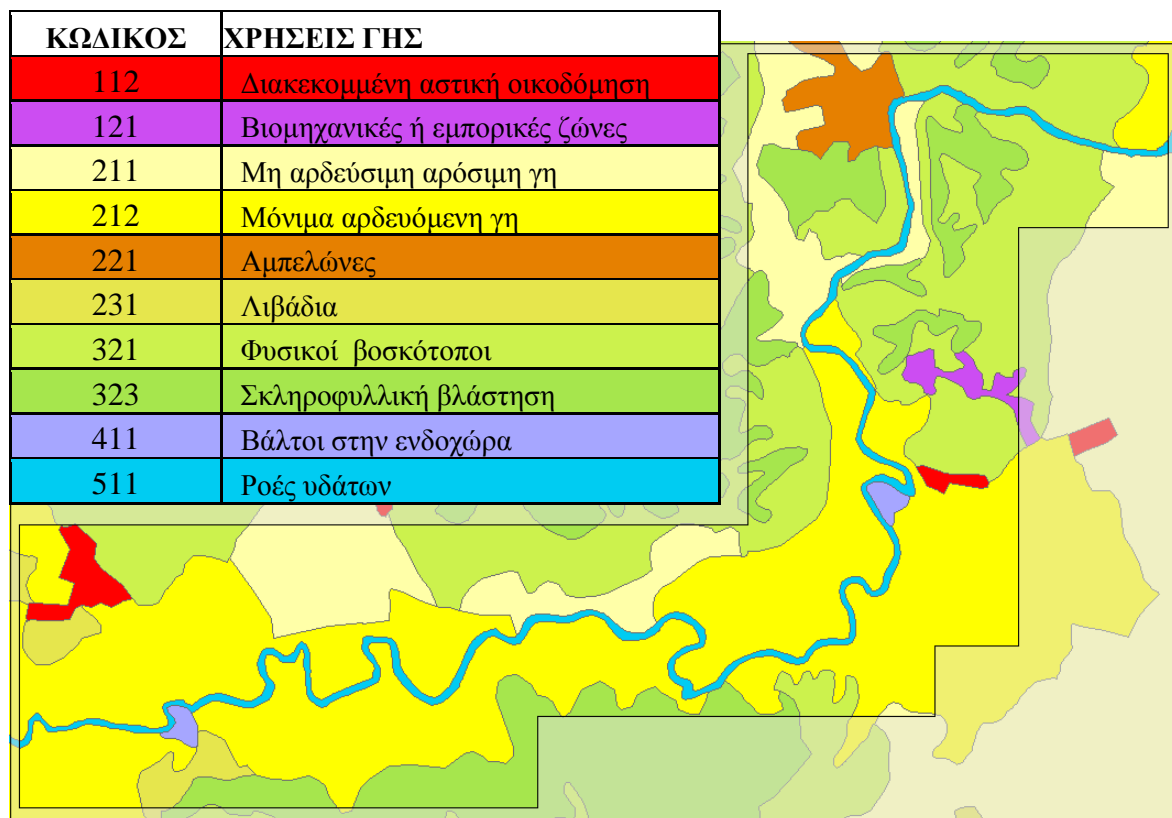 ΚΩΔΙΚΟΣ ΧΡΗΣΕΙΣ ΓΗΣ
112 Διακεκομμένη αστική οικοδόμηση
121 Βιομηχανικές ή εμπορικές ζώνες
211 Μη αρδεύσιμη αρόσιμη γη
212 Μόνιμα αρδευόμενη γη
221 Αμπελώνες
231 Λιβάδια
321 Φυσικοί βοσκότοποι
323 Σκληροφυλλική βλάστηση
411 Βάλτοι στην ενδοχώρα
511 Ροές υδάτων